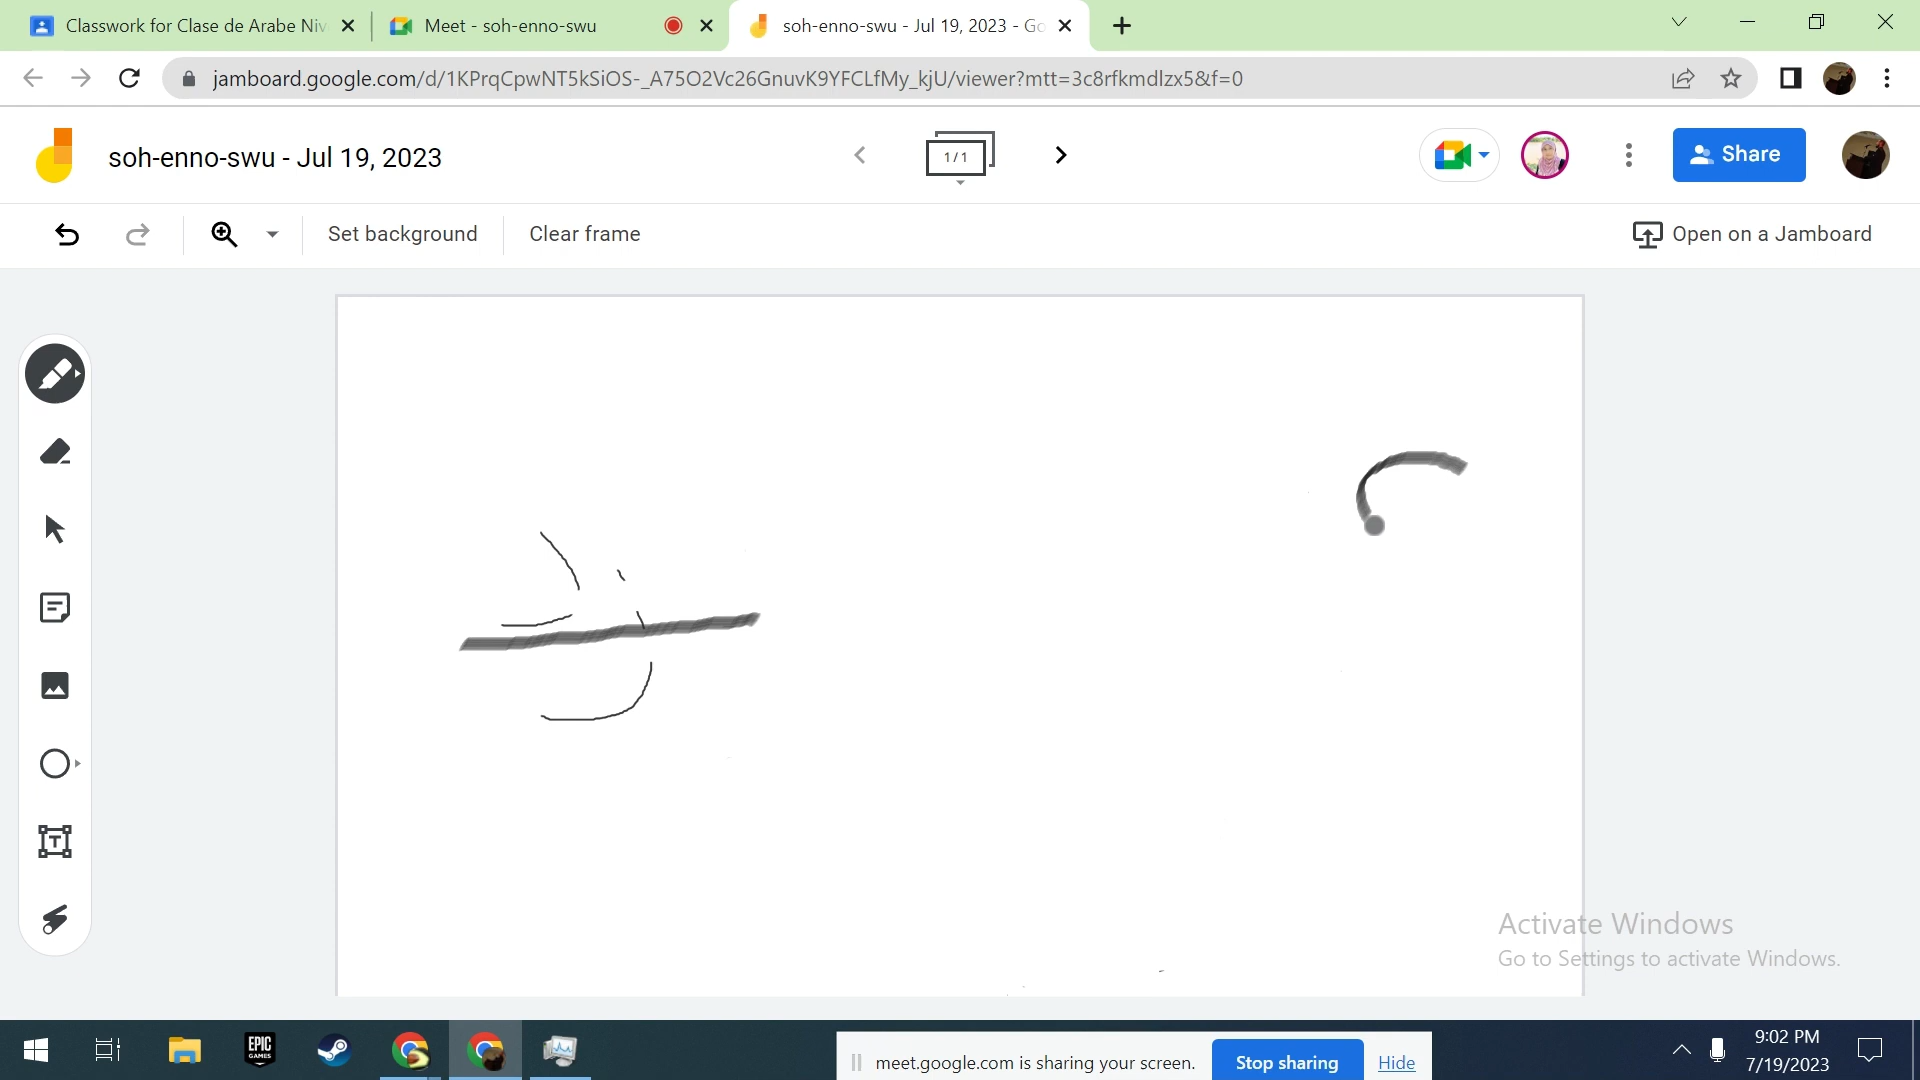 Classwork for Clase de Arabe Niv
Meet - soh-enno-swu
soh-enno-swu - Jul 19, 2023 - Go
jamboard.google.com/d/1KPrqCpwNT5kSiOS-_A75O2Vc26GnuvK9YFCLfMy_kjU/viewer?mtt=3c8rfkmdlzx5&f=0
soh-enno-swu - Jul 19, 2023
1/1
Share
Set background
Clear frame
Open on a Jamboard
T
Activate Windows
Go to Settings to activate Windows.
EPIC
GAMES
meet.google.com is sharing your screen.
Stop sharing
Hide
9:02 PM
7/19/2023